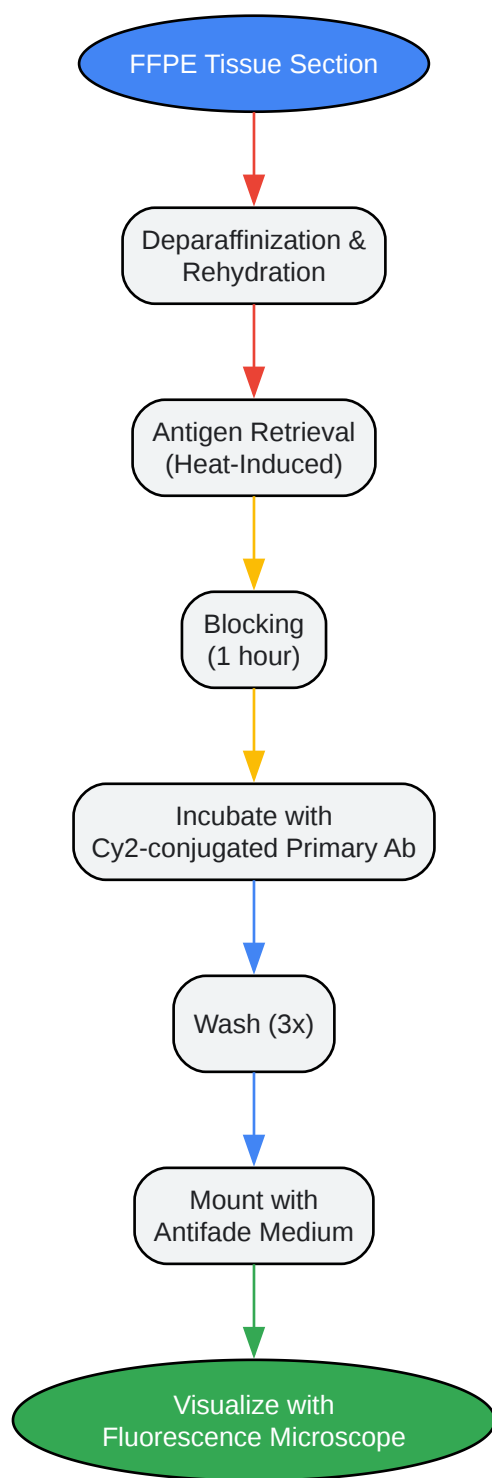 FFPE Tissue Section
Deparaffinization &
Rehydration
Antigen Retrieval
(Heat-Induced)
Blocking
(1 hour)
Incubate with
Cy2-conjugated Primary Ab
Wash (3x)
Mount with
Antifade Medium
Visualize with
Fluorescence Microscope